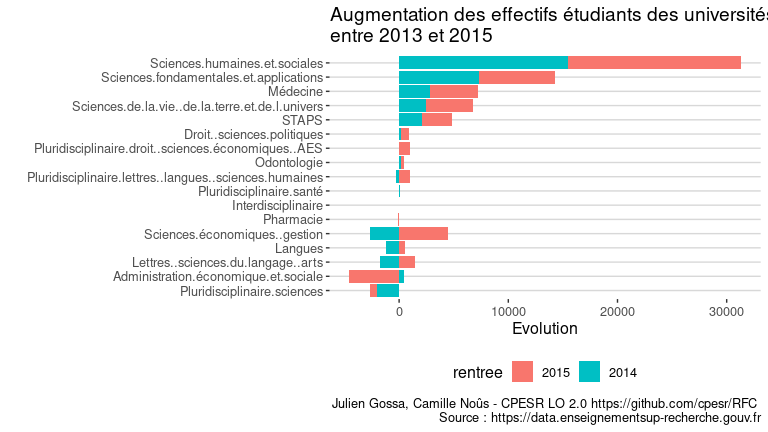 Augmentation des effectifs étudiants des universités
entre 2013 et 2015
Sciences.humaines.et.sociales
Sciences.fondamentales.et.applications
Médecine
Sciences.de.la.vie..de.la.terre.et.de.l.univers
STAPS
Droit..sciences.politiques
Pluridisciplinaire.droit..sciences.économiques..AES
Odontologie
Pluridisciplinaire.lettres..langues..sciences.humaines
Pluridisciplinaire.santé
Interdisciplinaire
Pharmacie
Sciences.économiques..gestion
Langues
Lettres..sciences.du.langage..arts
Administration.économique.et.sociale
Pluridisciplinaire.sciences
0 10000 20000 30000
Evolution
rentree 2015 2014
Julien Gossa, Camille Noûs - CPESR LO 2.0 https://github.com/cpesr/RFC
Source : https://data.enseignementsup-recherche.gouv.fr